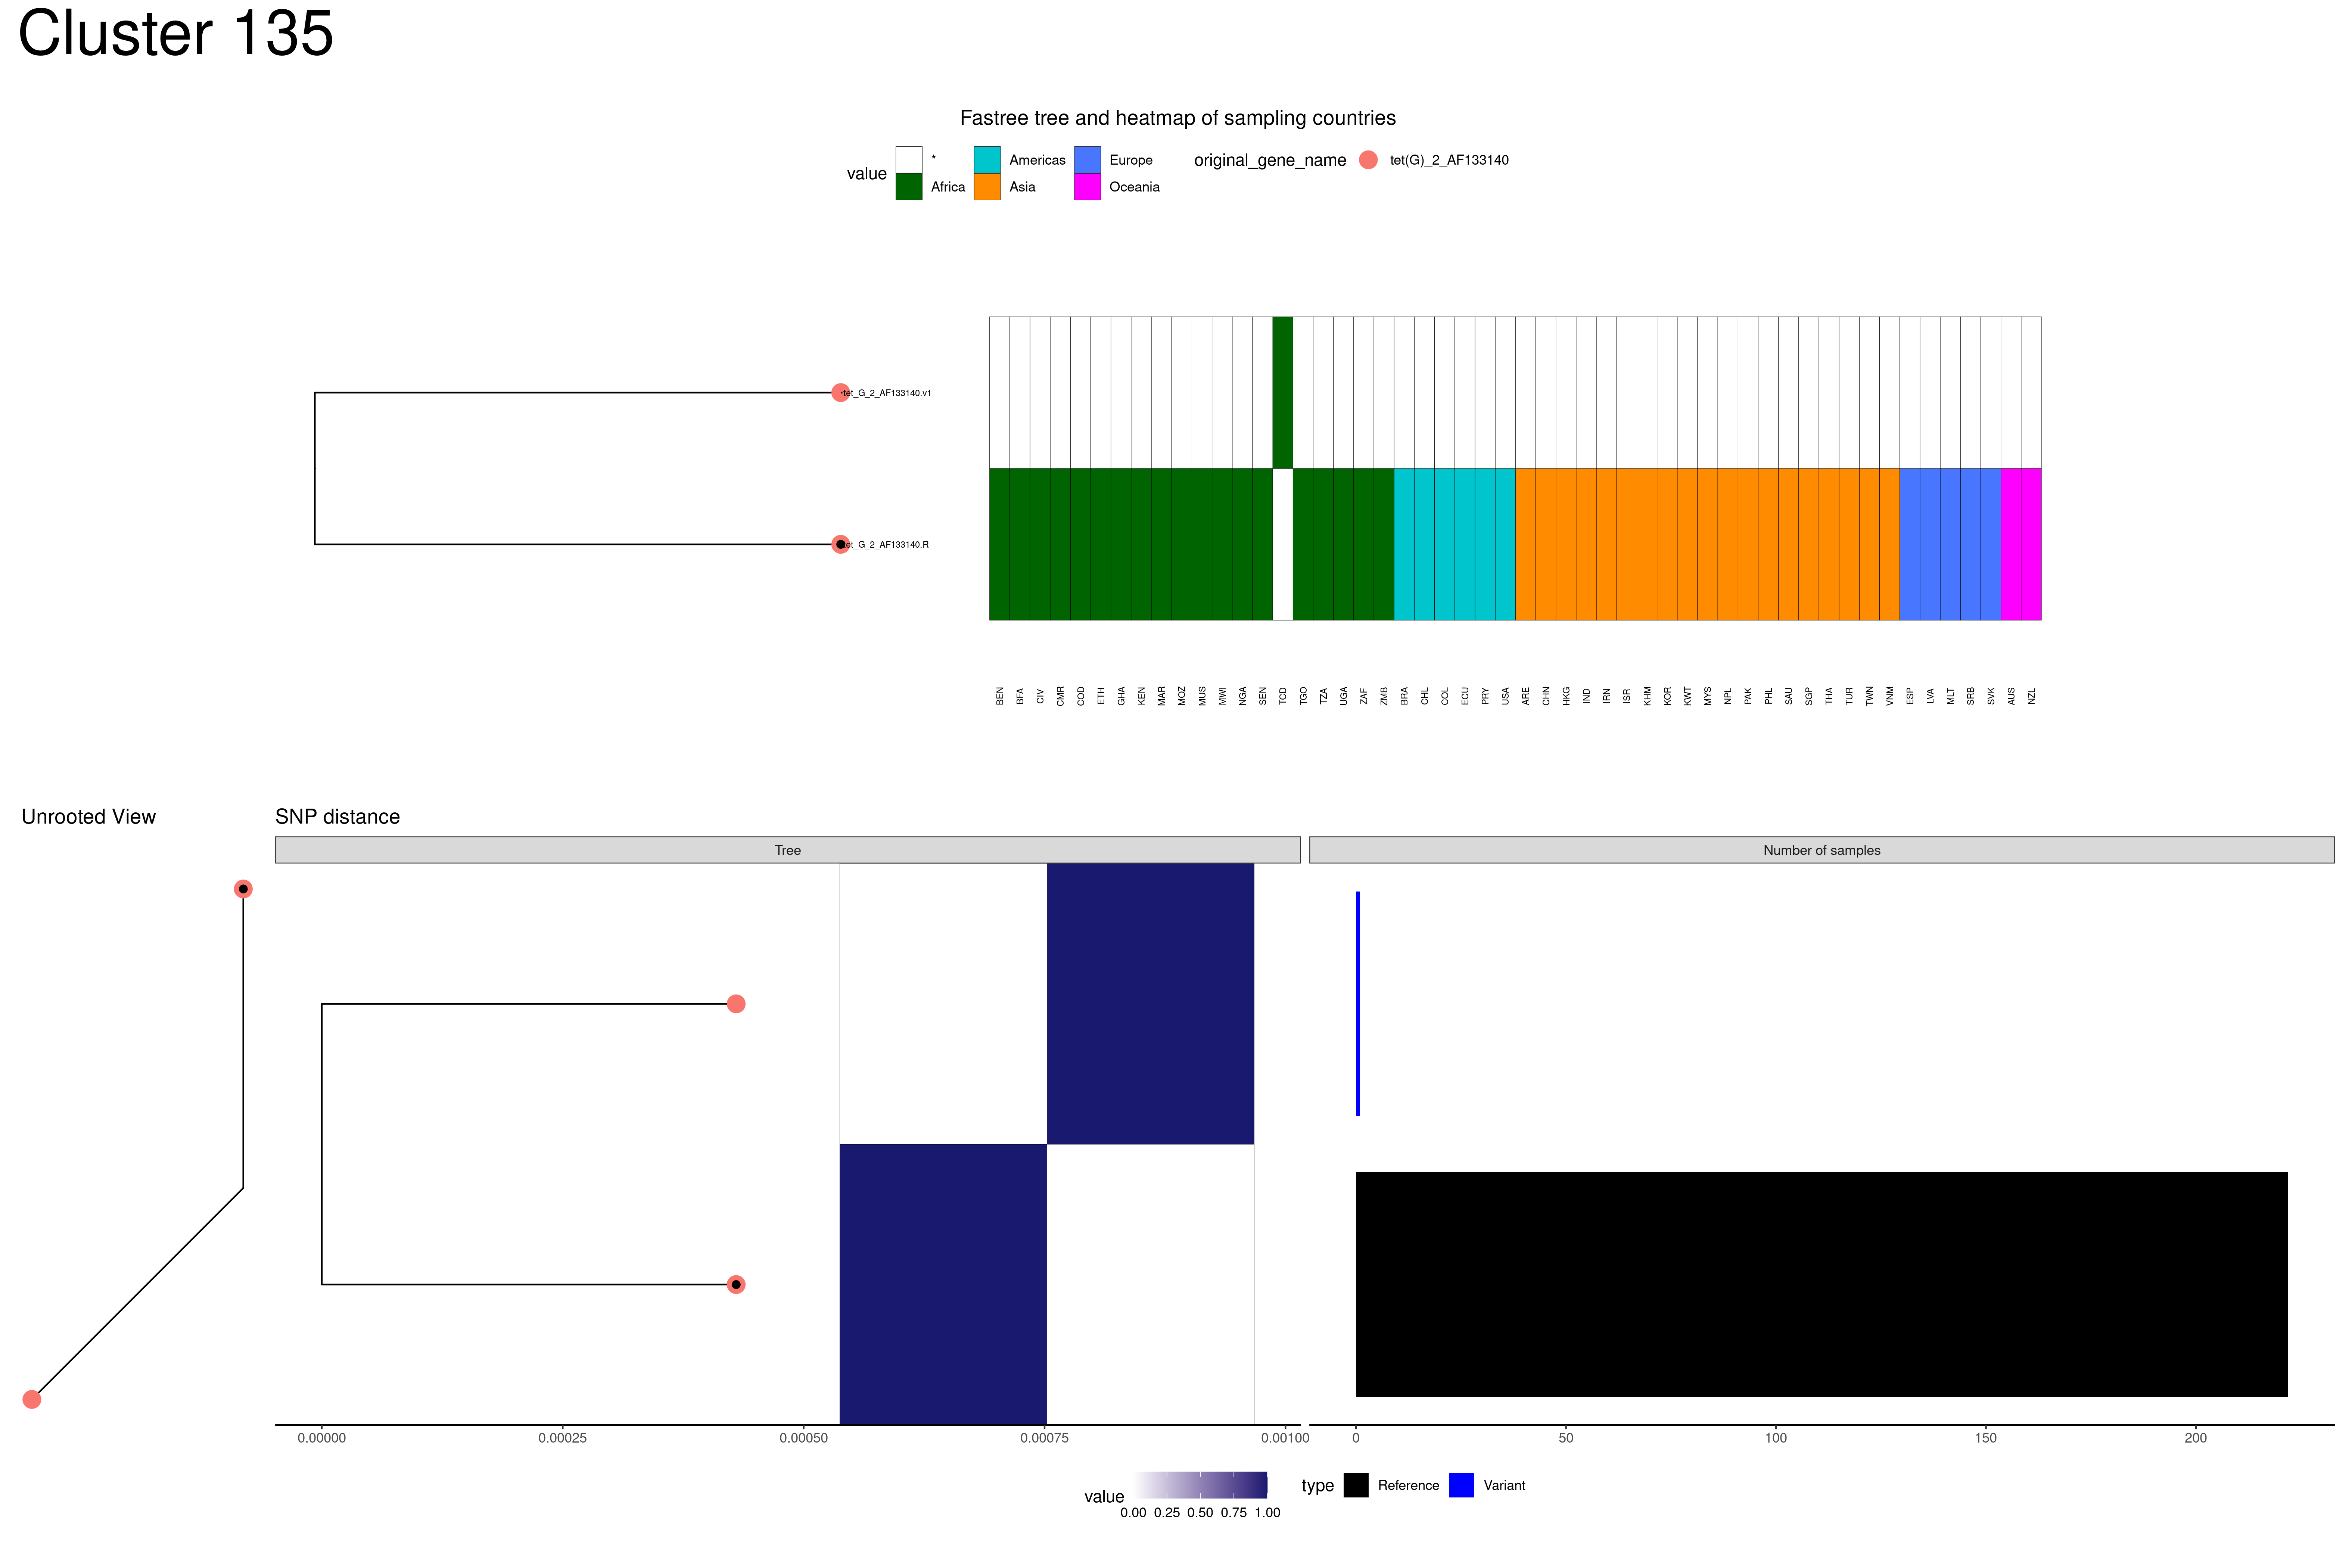 Cluster 135
Fastree tree and heatmap of sampling countries
value * Americas Europe original_gene_name tet(G)_2_AF133140
Africa Asia Oceania
tet_G_2_AF133140.v1
tet_G_2_AF133140.R
BEN BFA CIV CMR COD ETH GHA KEN MAR MOZ MUS MWI NGA SEN TCD TGO TZA UGA ZAF ZMB BRA CHL COL ECU PRY USA ARE CHN HKG IND IRN ISR KHM KOR KWT MYS NPL PAK PHL SAU SGP THA TUR TWN VNM ESP LVA MLT SRB SVK AUS NZL
Unrooted View SNP distance
Tree Number of samples
0.00000 0.00025 0.00050 0.00075 0.00100 0 50 100 150 200
value type Reference Variant
0.00 0.25 0.50 0.75 1.00